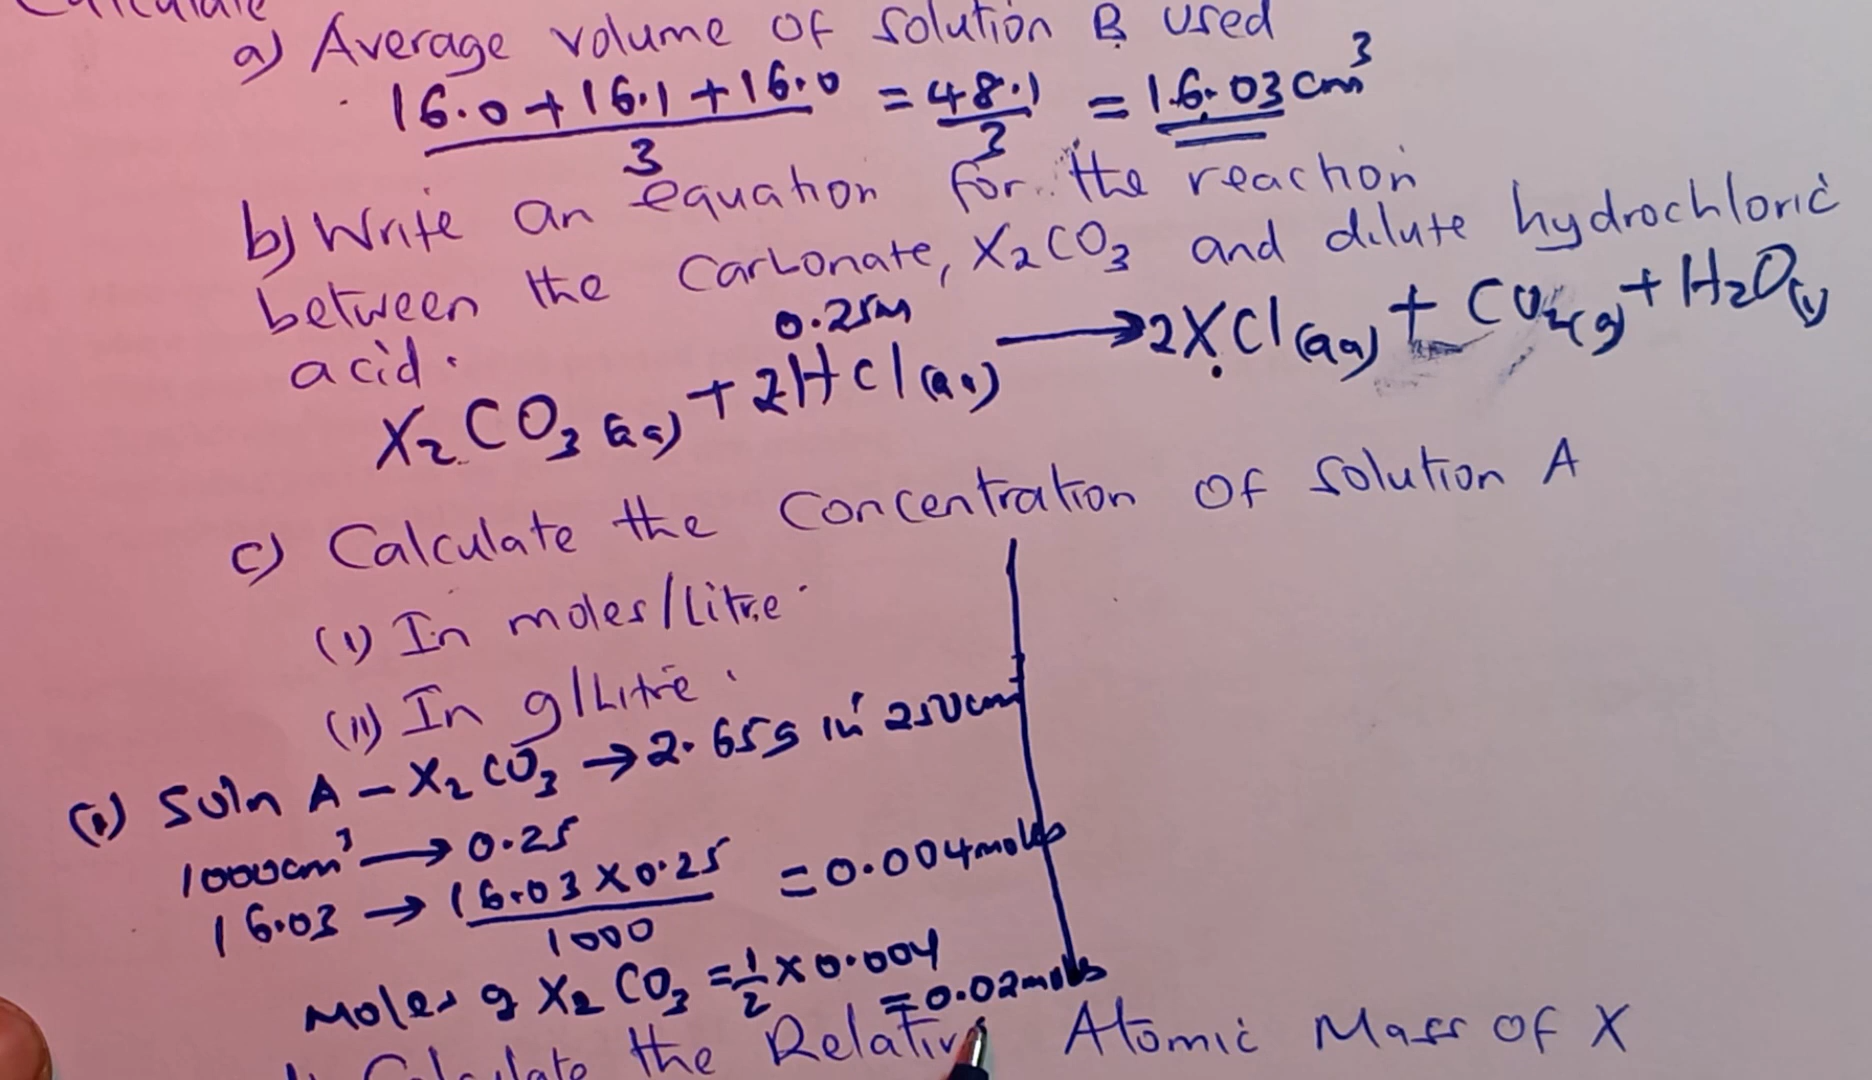 Calculate
a) Average volume of solution B used
16.0 + 16.1 + 16.0 / 3 = 48.1 / 3 = 16.03 cm³
b) Write an equation for the reaction
between the carbonate, X₂CO₃ and dilute hydrochloric
acid.
0.25M
X₂CO₃(aq) + 2HCl(aq) → 2XCl(aq) + CO₂(g) + H₂O(l)
c) Calculate the concentration of solution A
(i) In moles/Litre.
(ii) In g/Litre.
(i) Soln A – X₂CO₃ → 2.65g in 250cm³
1000cm³ → 0.25
16.03 → 16.03 × 0.25 / 1000 = 0.004 moles
Moles of X₂CO₃ = 1/2 × 0.004
= 0.02 moles
Calculate the Relative Atomic Mass of X